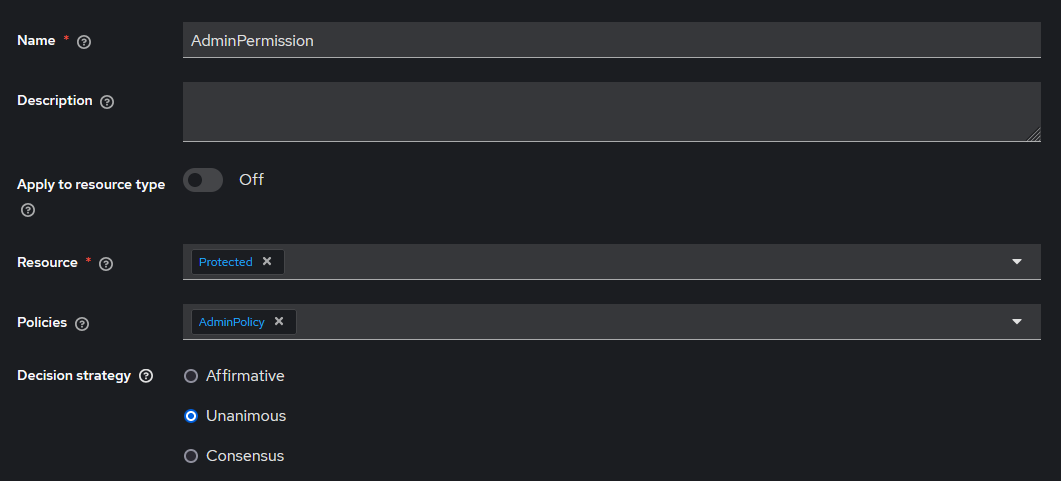 Name *
AdminPermission
Description
Apply to resource type
Off
Resource *
Protected
Policies
AdminPolicy
Decision strategy
Affirmative
Unanimous
Consensus